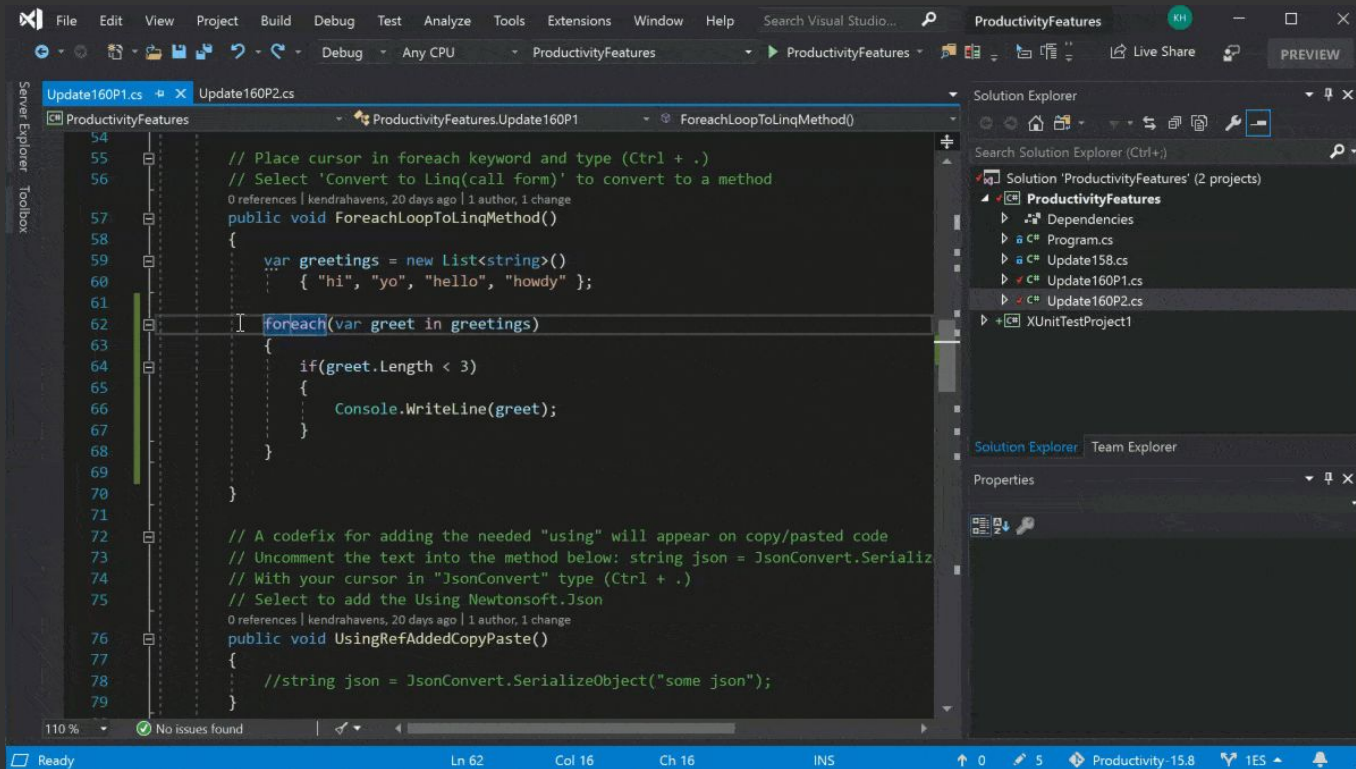 File Edit View Project Build Debug Test Analyze Tools Extensions Window Help Search Visual Studio... ProductivityFeatures KH
Debug Any CPU ProductivityFeatures ProductivityFeatures Live Share PREVIEW
Server Explorer
Toolbox
Update160P1.cs Update160P2.cs
ProductivityFeatures ProductivityFeatures.Update160P1 ForeachLoopToLinqMethod()
54
55 // Place cursor in foreach keyword and type (Ctrl + .)
56 // Select 'Convert to Linq(call form)' to convert to a method
0 references | kendrahavens, 20 days ago | 1 author, 1 change
57 public void ForeachLoopToLinqMethod()
58 {
59 var greetings = new List<string>()
60 { "hi", "yo", "hello", "howdy" };
61
62 foreach(var greet in greetings)
63 {
64 if(greet.Length < 3)
65 {
66 Console.WriteLine(greet);
67 }
68 }
69
70 }
71
72 // A codefix for adding the needed "using" will appear on copy/pasted code
73 // Uncomment the text into the method below: string json = JsonConvert.Serializ
74 // With your cursor in "JsonConvert" type (Ctrl + .)
75 // Select to add the Using Newtonsoft.Json
0 references | kendrahavens, 20 days ago | 1 author, 1 change
76 public void UsingRefAddedCopyPaste()
77 {
78 //string json = JsonConvert.SerializeObject("some json");
79 }
110 % No issues found
Solution Explorer
Search Solution Explorer (Ctrl+;)
Solution 'ProductivityFeatures' (2 projects)
C# ProductivityFeatures
Dependencies
C# Program.cs
C# Update158.cs
C# Update160P1.cs
C# Update160P2.cs
C# XUnitTestProject1
Solution Explorer Team Explorer
Properties
Ready Ln 62 Col 16 Ch 16 INS 0 5 Productivity-15.8 1ES